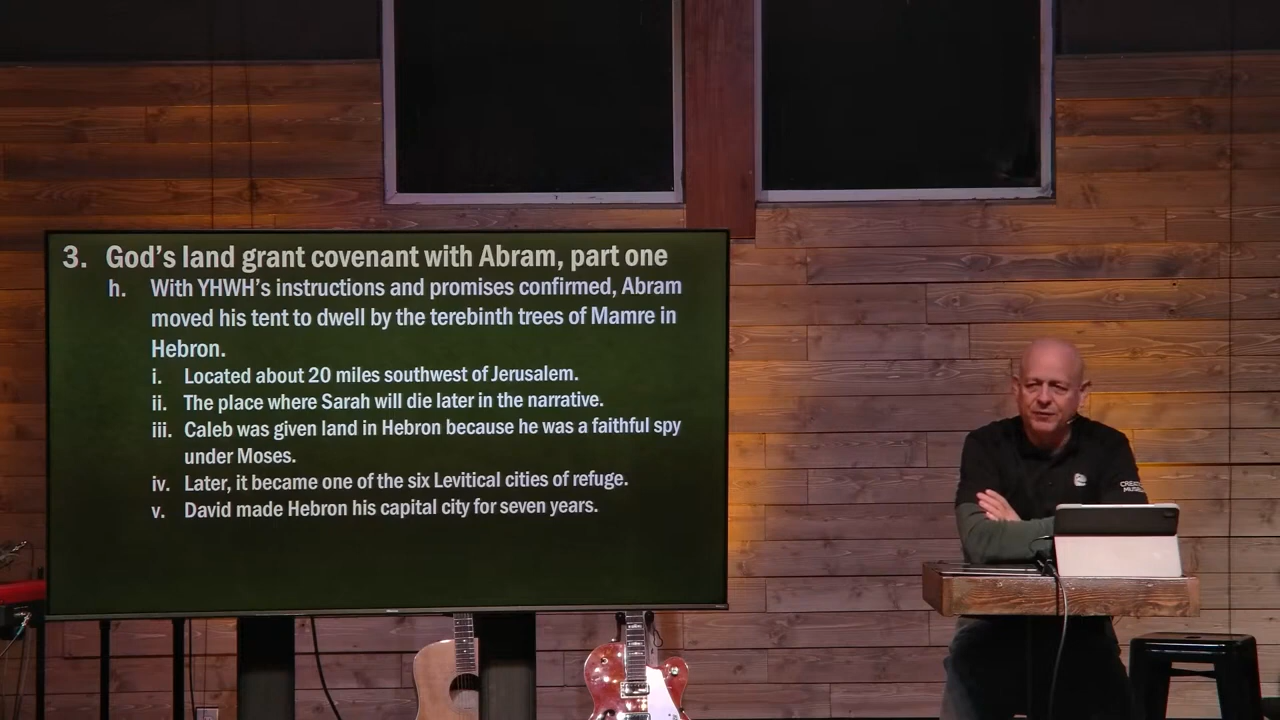 3. God's land grant covenant with Abram, part one
h. With YHWH's instructions and promises confirmed, Abram
moved his tent to dwell by the terebinth trees of Mamre in
Hebron.
i. Located about 20 miles southwest of Jerusalem.
ii. The place where Sarah will die later in the narrative.
iii. Caleb was given land in Hebron because he was a faithful spy
under Moses.
iv. Later, it became one of the six Levitical cities of refuge.
v. David made Hebron his capital city for seven years.